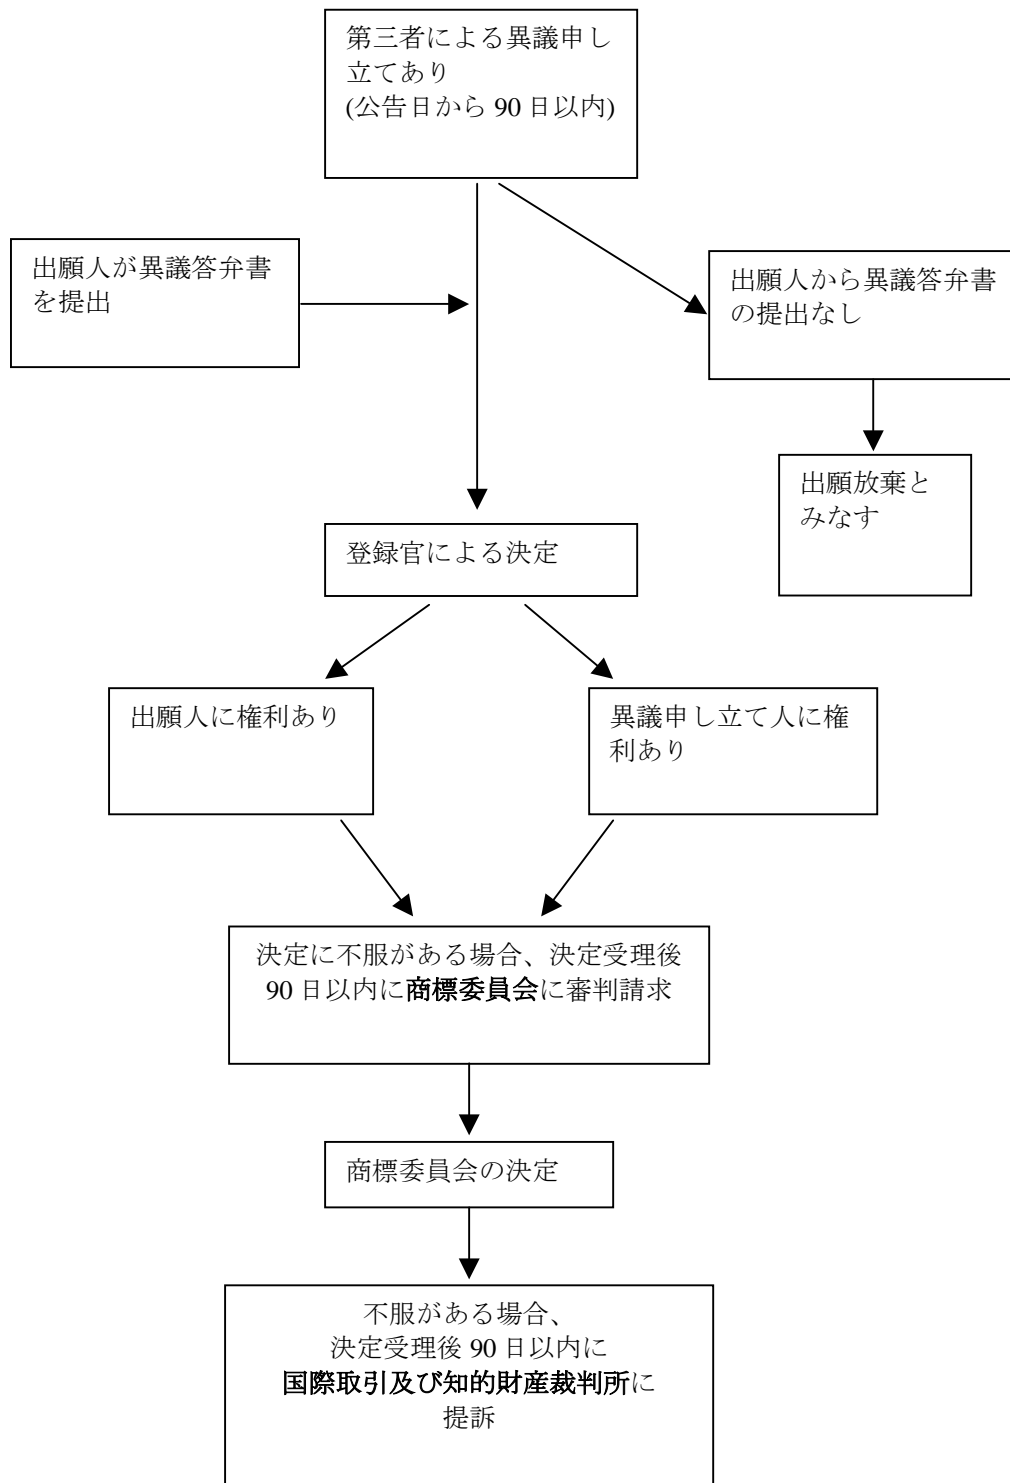 第三者による異議申し
立てあり
(公告日から 90 日以内)
出願人が異議答弁書
を提出
出願人から異議答弁書
の提出なし
出願放棄と
みなす
登録官による決定
出願人に権利あり
異議申し立て人に権
利あり
決定に不服がある場合、決定受理後
90 日以内に商標委員会に審判請求
商標委員会の決定
不服がある場合、
決定受理後 90 日以内に
国際取引及び知的財産裁判所に
提訴